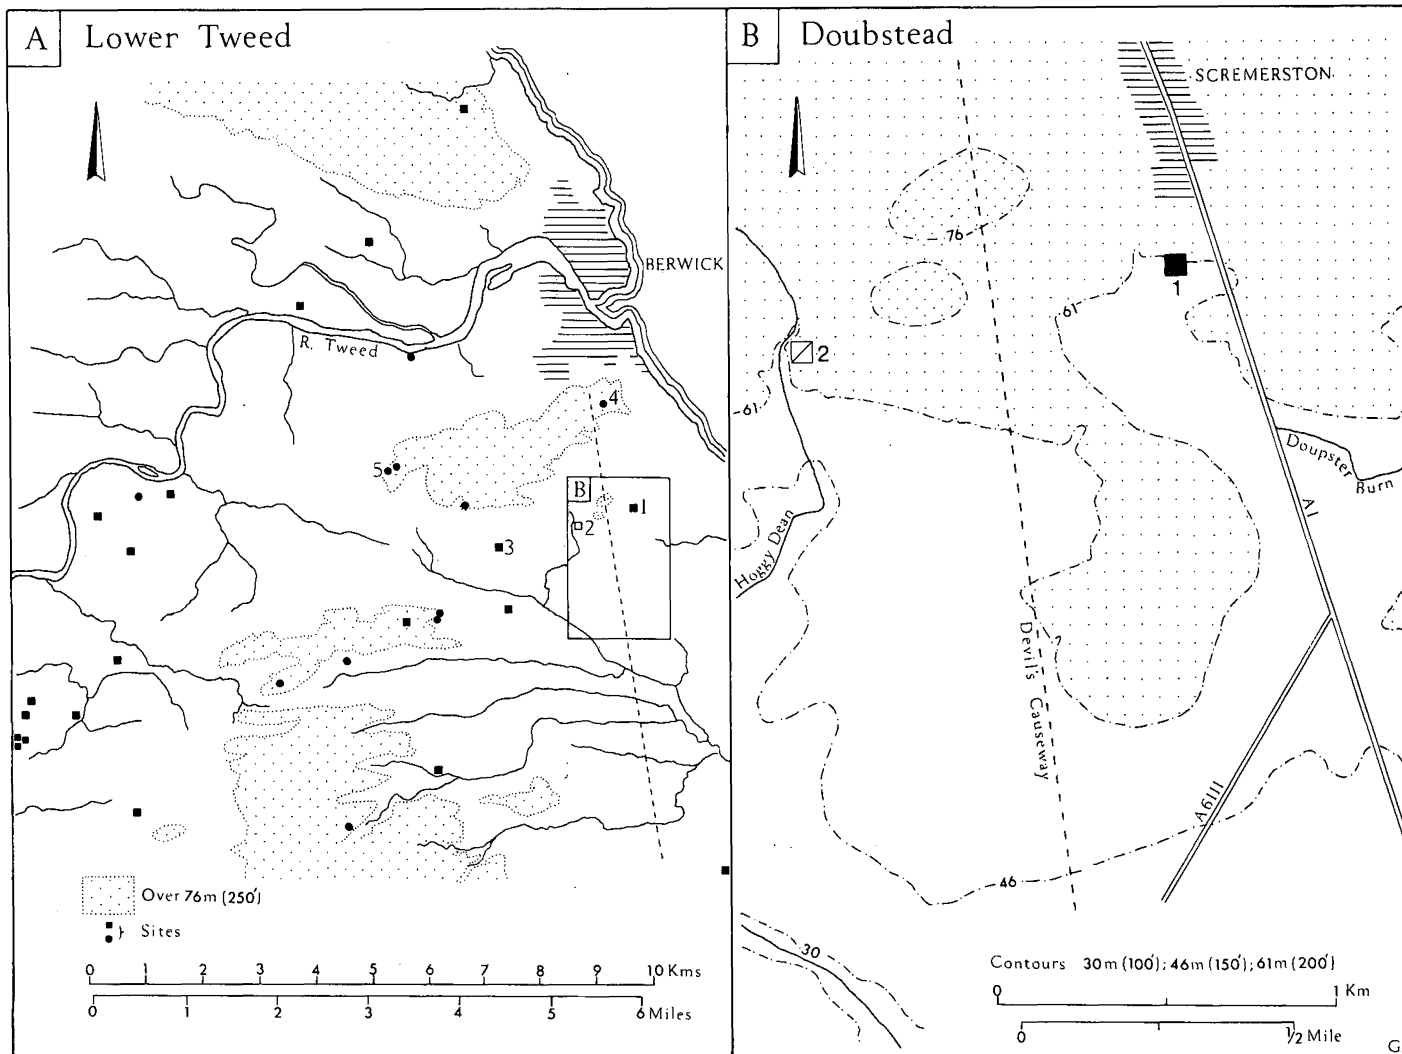 A Lower Tweed
BERWICK
R. Tweed
4
5
B
1
2
3
Over 76m (250')
Sites
0 1 2 3 4 5 6 7 8 9 10 Kms
0 1 2 3 4 5 6 Miles
B Doubstead
SCREMERSTON
76
1
61
2
61
Doupster
Burn
A1
Hoggy Dean
Devil's Causeway
A6111
46
30
Contours 30m (100'); 46m (150'); 61m (200')
0 1 Km
0 1/2 Mile
G